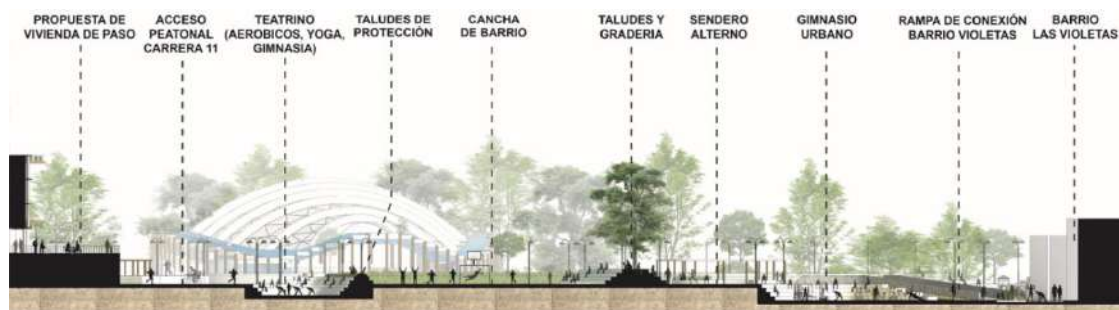 PROPUESTA DE
VIVIENDA DE PASO
ACCESO
PEATONAL
CARRERA 11
TEATRINO
(AEROBICOS, YOGA,
GIMNASIA)
TALUDES DE
PROTECCIÓN
CANCHA
DE BARRIO
TALUDES Y
GRADERIA
SENDERO
ALTERNO
GIMNASIO
URBANO
RAMPA DE CONEXIÓN
BARRIO VIOLETAS
BARRIO
LAS VIOLETAS